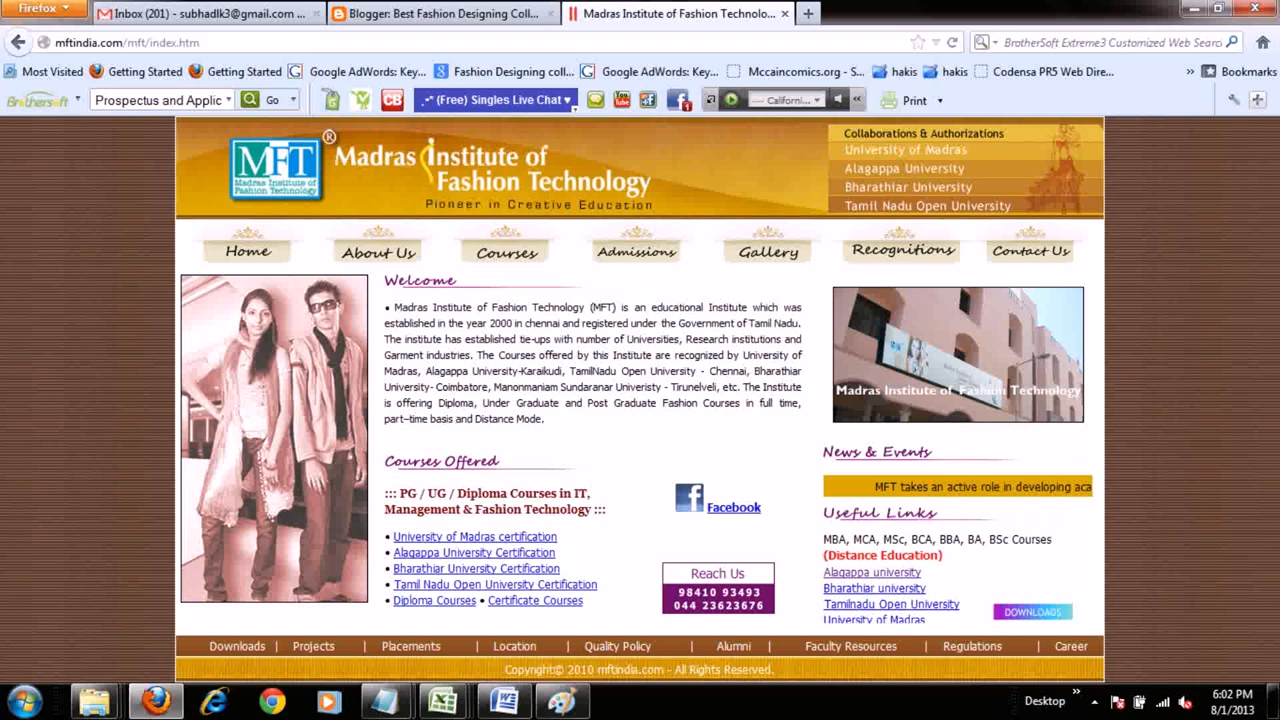 Firefox
Inbox (201) - subhadlk3@gmail.com ...
Blogger: Best Fashion Designing Coll...
Madras Institute of Fashion Technolo...
mftindia.com/mft/index.htm
BrotherSoft Extreme3 Customized Web Searc
Most Visited
Getting Started
Getting Started
Google AdWords: Key...
Fashion Designing coll...
Google AdWords: Key...
Mccaincomics.org - S...
hakis
hakis
Codensa PR5 Web Dire...
Bookmarks
Brothersoft
Prospectus and Applic
Go
CB
(Free) Singles Live Chat
You Tube
1
Californi...
Print
MFT
Madras Institute of
Fashion Technology
®
Madras Institute of
Fashion Technology
Pioneer in Creative Education
Collaborations & Authorizations
University of Madras
Alagappa University
Bharathiar University
Tamil Nadu Open University
Home
About Us
Courses
Admissions
Gallery
Recognitions
Contact Us
Welcome
• Madras Institute of Fashion Technology (MFT) is an educational Institute which was
established in the year 2000 in chennai and registered under the Government of Tamil Nadu.
The institute has established tie-ups with number of Universities, Research institutions and
Garment industries. The Courses offered by this Institute are recognized by University of
Madras, Alagappa University-Karaikudi, TamilNadu Open University - Chennai, Bharathiar
University- Coimbatore, Manonmaniam Sundaranar Univeristy - Tirunelveli, etc. The Institute
is offering Diploma, Under Graduate and Post Graduate Fashion Courses in full time,
part–time basis and Distance Mode.
Courses Offered
::: PG / UG / Diploma Courses in IT,
Management & Fashion Technology :::
• University of Madras certification
• Alagappa University Certification
• Bharathiar University Certification
• Tamil Nadu Open University Certification
• Diploma Courses • Certificate Courses
Facebook
Reach Us
98410 93493
044 23623676
Madras Institute of Fashion Technology
News & Events
MFT takes an active role in developing aca
Useful Links
MBA, MCA, MSc, BCA, BBA, BA, BSc Courses
(Distance Education)
Alagappa university
Bharathiar university
Tamilnadu Open University
University of Madras
DOWNLOADS
Downloads | Projects | Placements | Location | Quality Policy | Alumni | Faculty Resources | Regulations | Career
Copyright© 2010 mftindia.com - All Rights Reserved.
Desktop
6:02 PM
8/1/2013